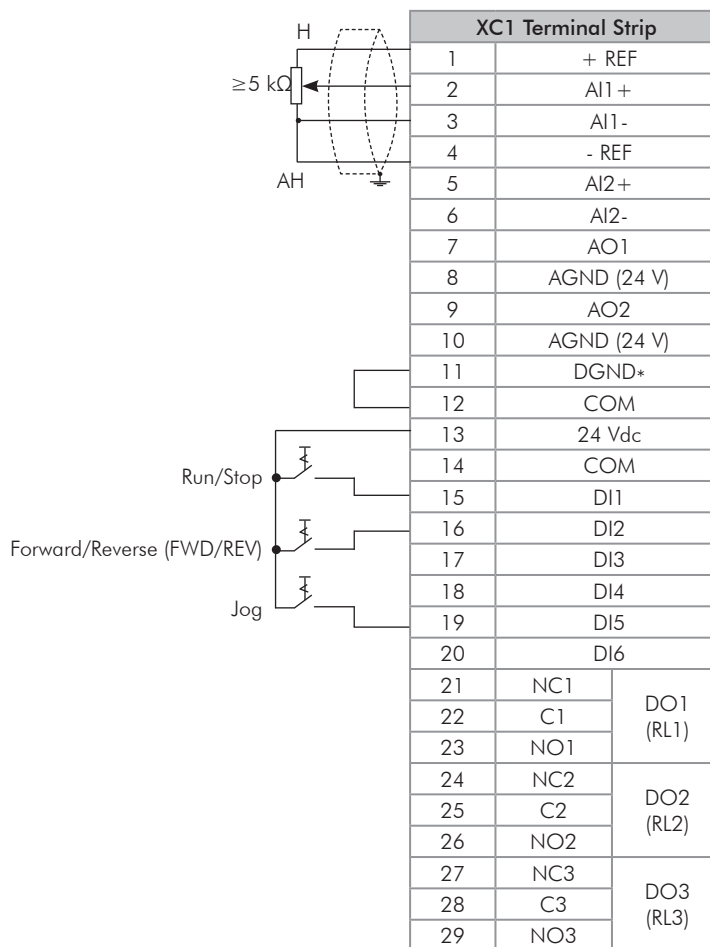 XC1 Terminal Strip
H
1 + REF
≥5 kΩ
2 AI1+
3 AI1-
4 - REF
AH
5 AI2+
6 AI2-
7 AO1
8 AGND (24 V)
9 AO2
10 AGND (24 V)
11 DGND*
12 COM
13 24 Vdc
14 COM
Run/Stop
15 DI1
16 DI2
Forward/Reverse (FWD/REV)
17 DI3
18 DI4
Jog
19 DI5
20 DI6
21 NC1
22 C1
23 NO1
DO1
(RL1)
24 NC2
25 C2
26 NO2
DO2
(RL2)
27 NC3
28 C3
29 NO3
DO3
(RL3)